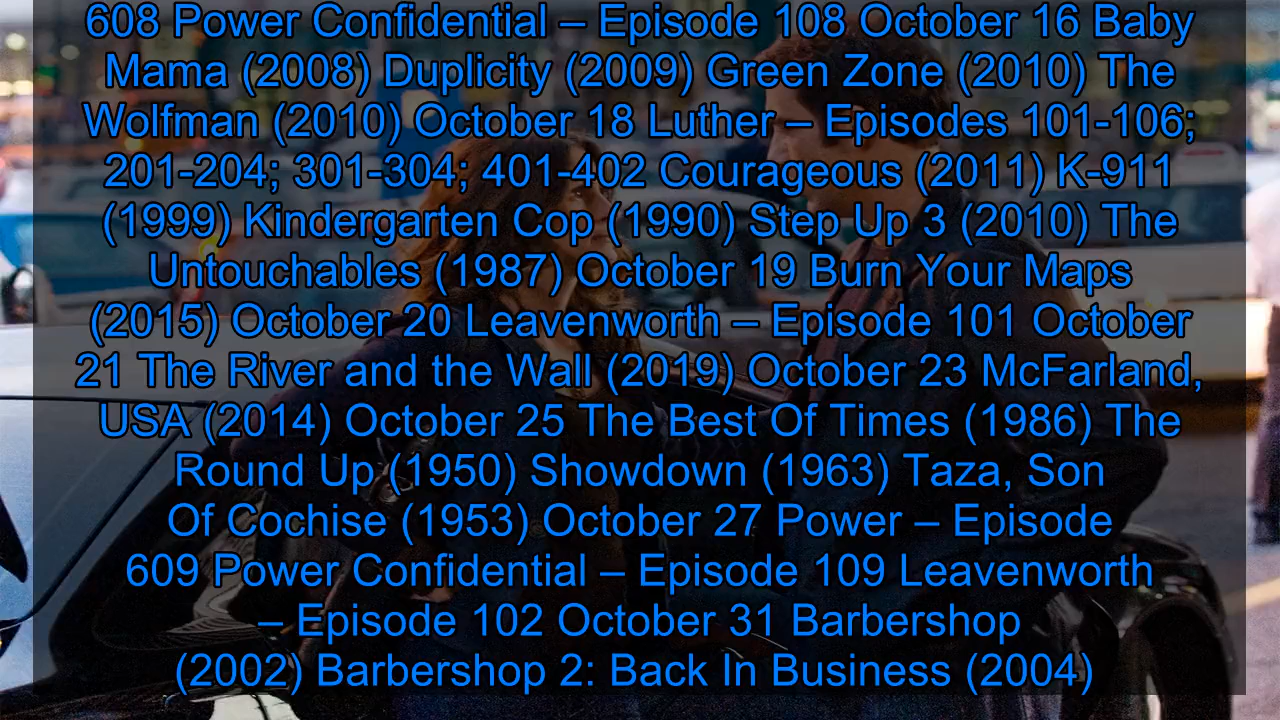 608 Power Confidential – Episode 108 October 16 Baby
Mama (2008) Duplicity (2009) Green Zone (2010) The
Wolfman (2010) October 18 Luther – Episodes 101-106;
201-204; 301-304; 401-402 Courageous (2011) K-911
(1999) Kindergarten Cop (1990) Step Up 3 (2010) The
Untouchables (1987) October 19 Burn Your Maps
(2015) October 20 Leavenworth – Episode 101 October
21 The River and the Wall (2019) October 23 McFarland,
USA (2014) October 25 The Best Of Times (1986) The
Round Up (1950) Showdown (1963) Taza, Son
Of Cochise (1953) October 27 Power – Episode
609 Power Confidential – Episode 109 Leavenworth
– Episode 102 October 31 Barbershop
(2002) Barbershop 2: Back In Business (2004)